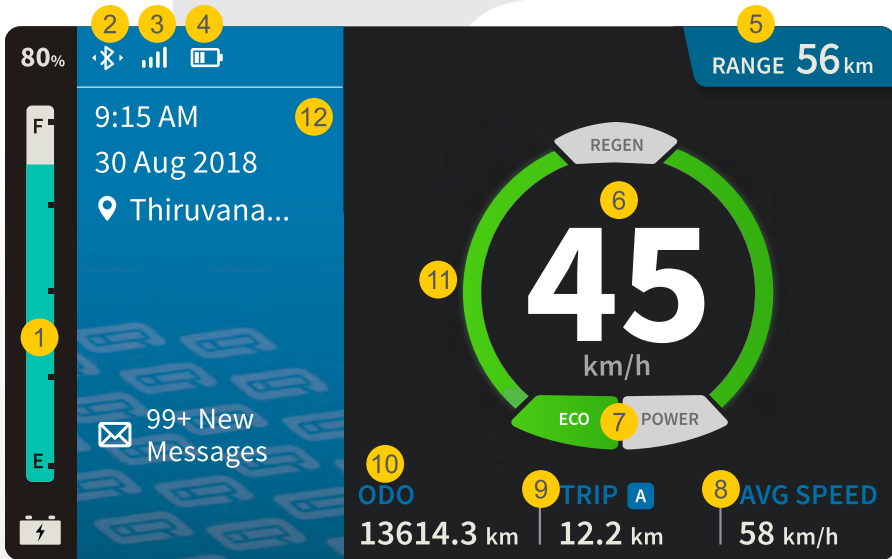 2
3
4
5
80%
RANGE 56 km
F
9:15 AM
12
30 Aug 2018
Thiruvana...
REGEN
6
45
km/h
11
1
99+ New
Messages
ECO
7
POWER
E
10
ODO
9
TRIP A
8
AVG SPEED
13614.3 km
12.2 km
58 km/h